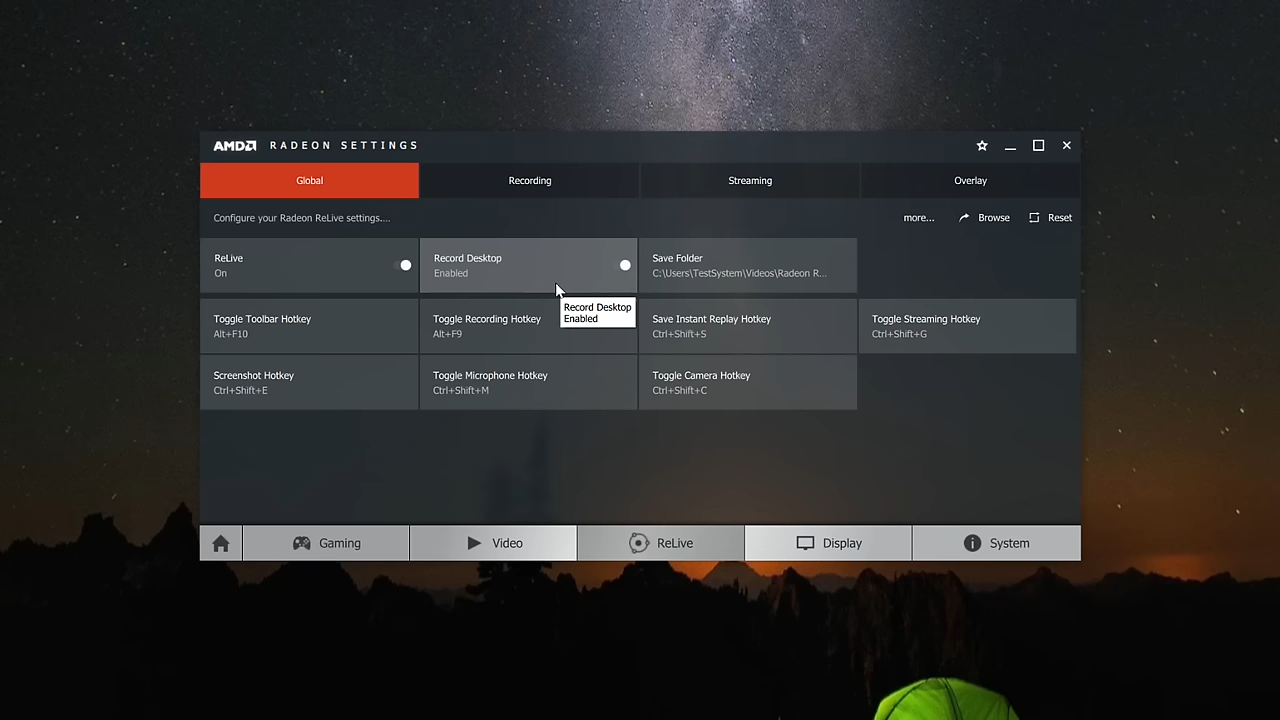 AMD RADEON SETTINGS
Global Recording Streaming Overlay
Configure your Radeon ReLive settings.... more... Browse Reset
ReLive Record Desktop Save Folder
On Enabled C:\Users\TestSystem\Videos\Radeon R...
Record Desktop
Enabled
Toggle Toolbar Hotkey Toggle Recording Hotkey Save Instant Replay Hotkey Toggle Streaming Hotkey
Alt+F10 Alt+F9 Ctrl+Shift+S Ctrl+Shift+G
Screenshot Hotkey Toggle Microphone Hotkey Toggle Camera Hotkey
Ctrl+Shift+E Ctrl+Shift+M Ctrl+Shift+C
Gaming Video ReLive Display System